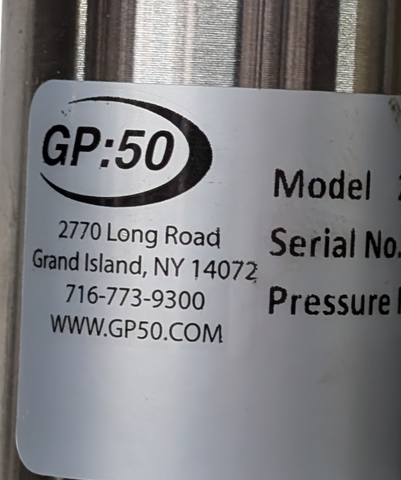 GP:50
2770 Long Road
Grand Island, NY 14072
716-773-9300
WWW.GP50.COM
Model
Serial No.
Pressure